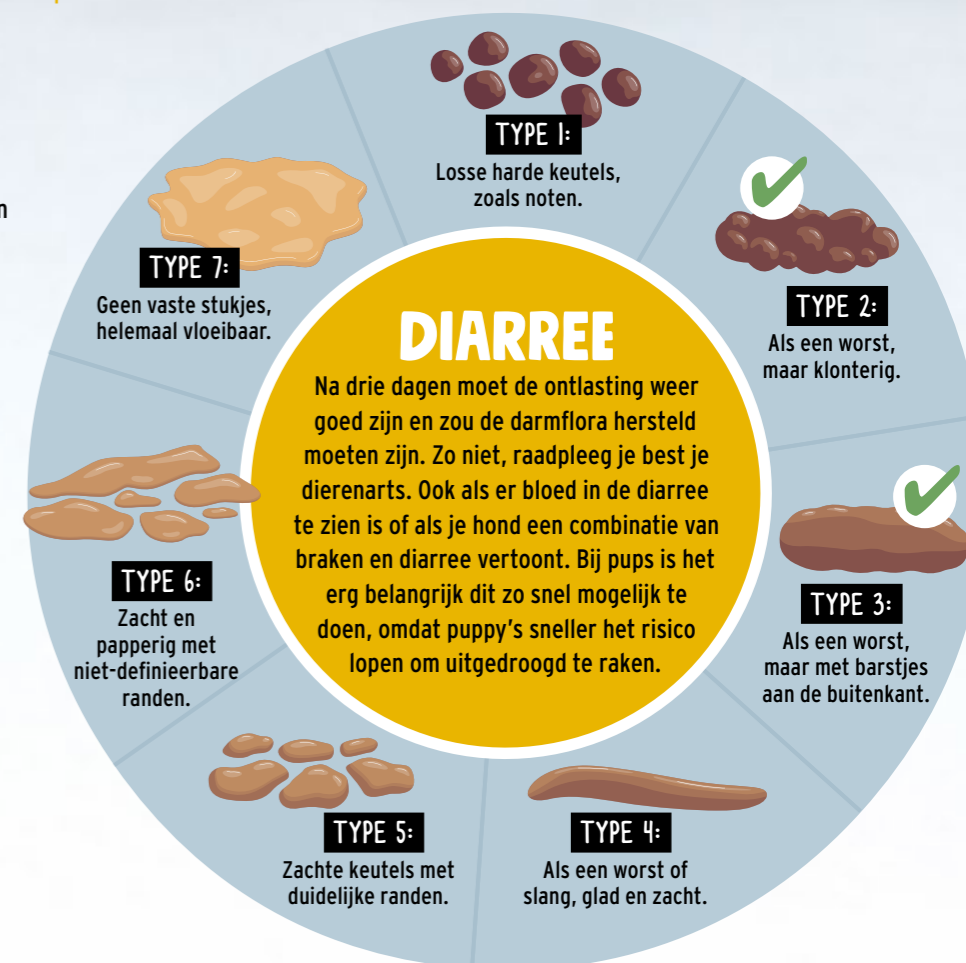 DIARREE
Na drie dagen moet de ontlasting weer
goed zijn en zou de darmflora hersteld
moeten zijn. Zo niet, raadpleeg je best je
dierenarts. Ook als er bloed in de diarree
te zien is of als je hond een combinatie van
braken en diarree vertoont. Bij pups is het
erg belangrijk dit zo snel mogelijk te
doen, omdat puppy's sneller het risico
lopen om uitgedroogd te raken.
TYPE 1:
Losse harde keutels,
zoals noten.
TYPE 2:
Als een worst,
maar klonterig.
TYPE 3:
Als een worst,
maar met barstjes
aan de buitenkant.
TYPE 4:
Als een worst of
slang, glad en zacht.
TYPE 5:
Zachte keutels met
duidelijke randen.
TYPE 6:
Zacht en
papperig met
niet-definieerbare
randen.
TYPE 7:
Geen vaste stukjes,
helemaal vloeibaar.